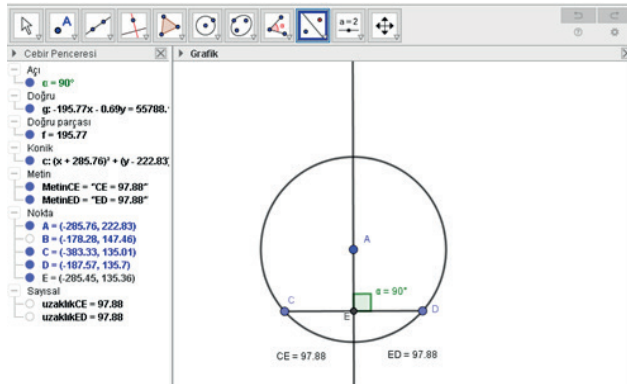 A
a=2
Cebir Penceresi
Grafik
Açı
α = 90°
Doğru
g: -195.77x - 0.69y = 55788.
Doğru parçası
f = 195.77
Konik
c: (x + 285.76)² + (y - 222.83)
Metin
MetinCE = "CE = 97.88"
MetinED = "ED = 97.88"
Nokta
A = (-285.76, 222.83)
B = (-178.28, 147.46)
C = (-383.33, 135.01)
D = (-187.57, 135.7)
E = (-285.45, 135.36)
Sayısal
uzaklıkCE = 97.88
uzaklıkED = 97.88
A
α = 90°
C
E
D
CE = 97.88
ED = 97.88